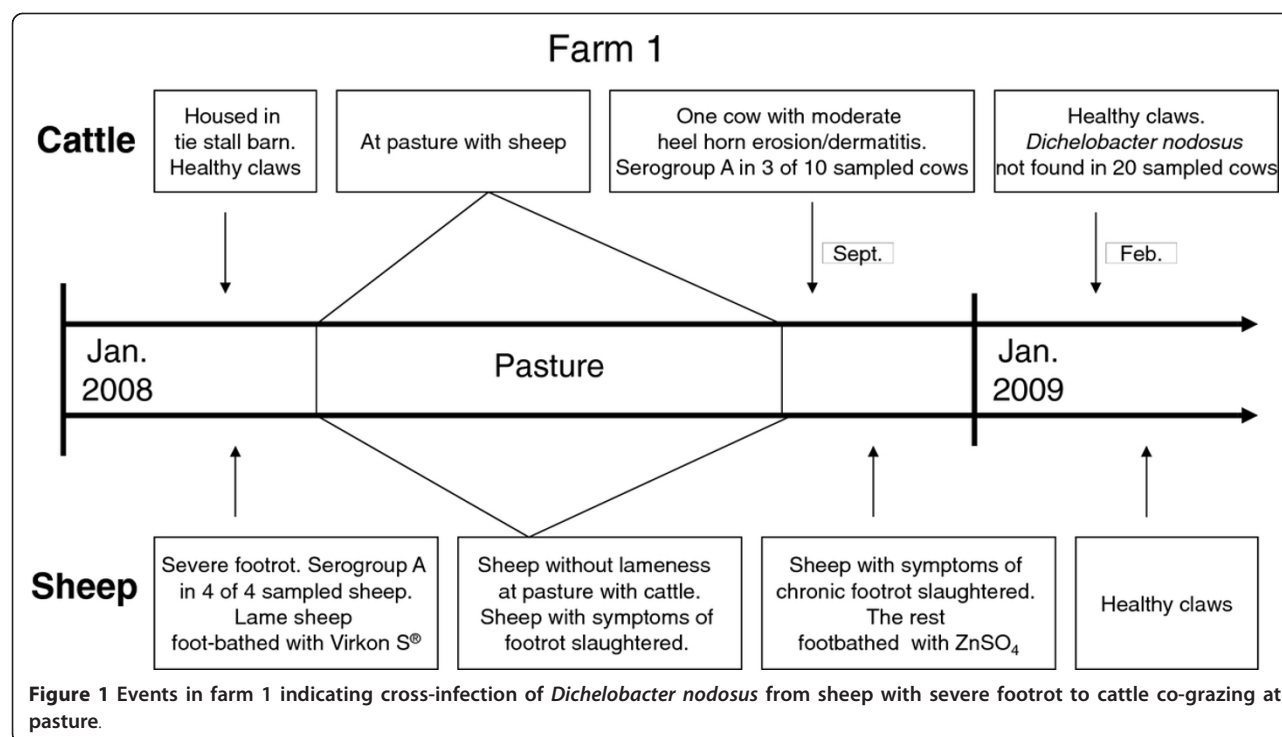 Farm 1
Cattle
Housed in
tie stall barn.
Healthy claws
At pasture with sheep
One cow with moderate
heel horn erosion/dermatitis.
Serogroup A in 3 of 10 sampled cows
Healthy claws.
Dichelobacter nodosus
not found in 20 sampled cows
Sept.
Feb.
Jan.
2008
Pasture
Jan.
2009
Sheep
Severe footrot. Serogroup A
in 4 of 4 sampled sheep.
Lame sheep
foot-bathed with Virkon S®
Sheep without lameness
at pasture with cattle.
Sheep with symptoms of
footrot slaughtered.
Sheep with symptoms of
chronic footrot slaughtered.
The rest
footbathed with ZnSO₄
Healthy claws
Figure 1 Events in farm 1 indicating cross-infection of Dichelobacter nodosus from sheep with severe footrot to cattle co-grazing at
pasture.